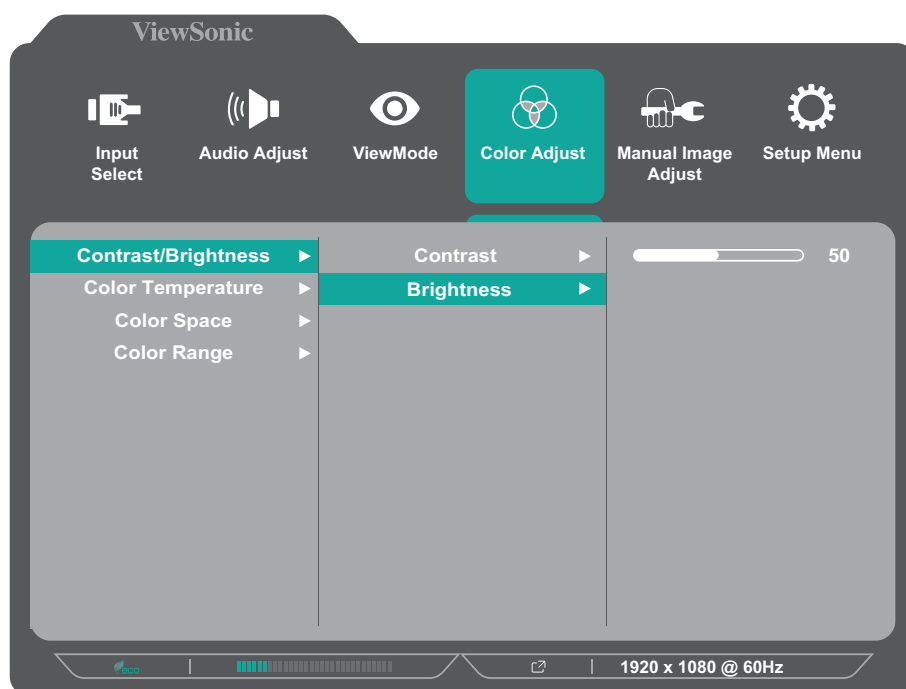 ViewSonic
Input Select
Audio Adjust
ViewMode
Color Adjust
Manual Image Adjust
Setup Menu
Contrast/Brightness
Contrast
50
Color Temperature
Brightness
Color Space
Color Range
eco
1920 x 1080 @ 60Hz